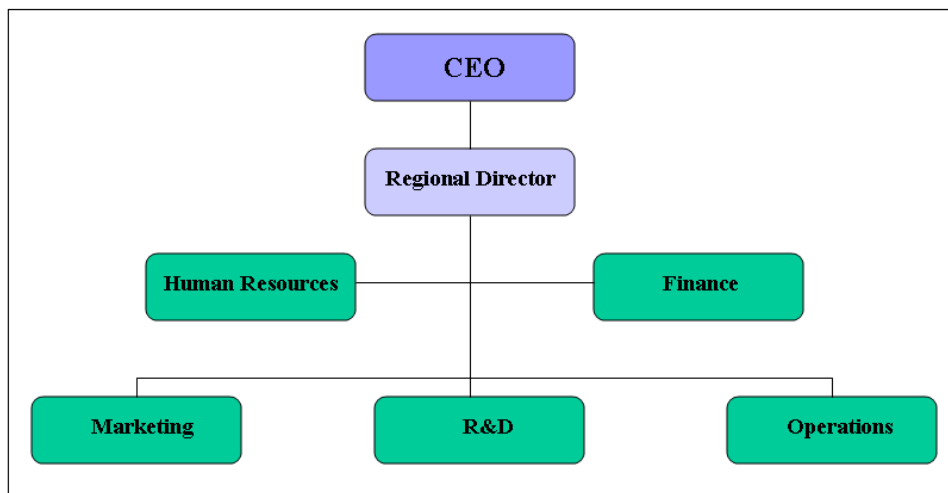 CEO
Regional Director
Human Resources
Finance
Marketing
R&D
Operations